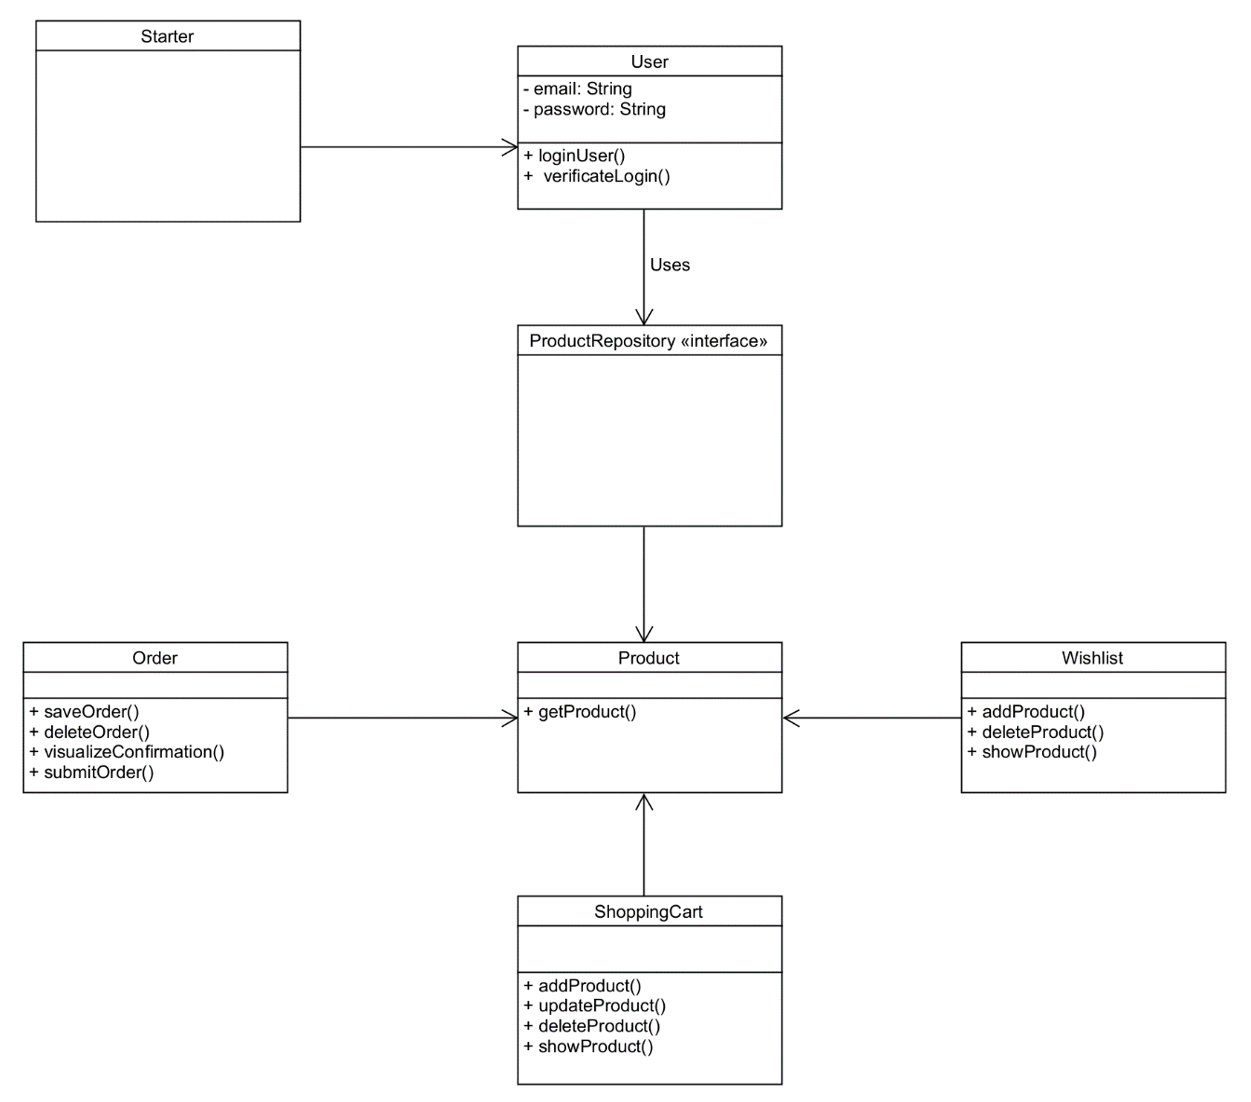 Starter
User
- email: String
- password: String
+ loginUser()
+  verificateLogin()
Uses
ProductRepository «interface»
Order
+ saveOrder()
+ deleteOrder()
+ visualizeConfirmation()
+ submitOrder()
Product
+ getProduct()
Wishlist
+ addProduct()
+ deleteProduct()
+ showProduct()
ShoppingCart
+ addProduct()
+ updateProduct()
+ deleteProduct()
+ showProduct()